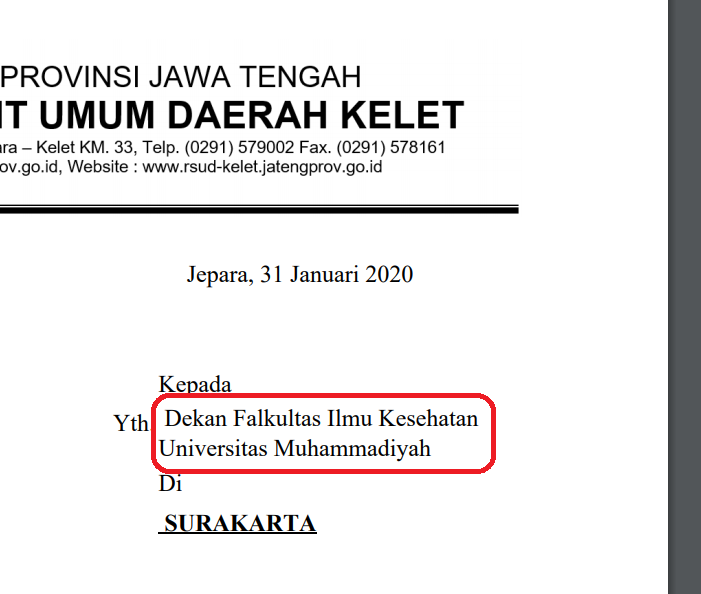 PROVINSI JAWA TENGAH
UMUM DAERAH KELET
– Kelet KM. 33, Telp. (0291) 579002 Fax. (0291) 578161
ov.go.id, Website : www.rsud-kelet.jatengprov.go.id
Jepara, 31 Januari 2020
Kepada
Yth. Dekan Falkultas Ilmu Kesehatan
Universitas Muhammadiyah
Di
SURAKARTA